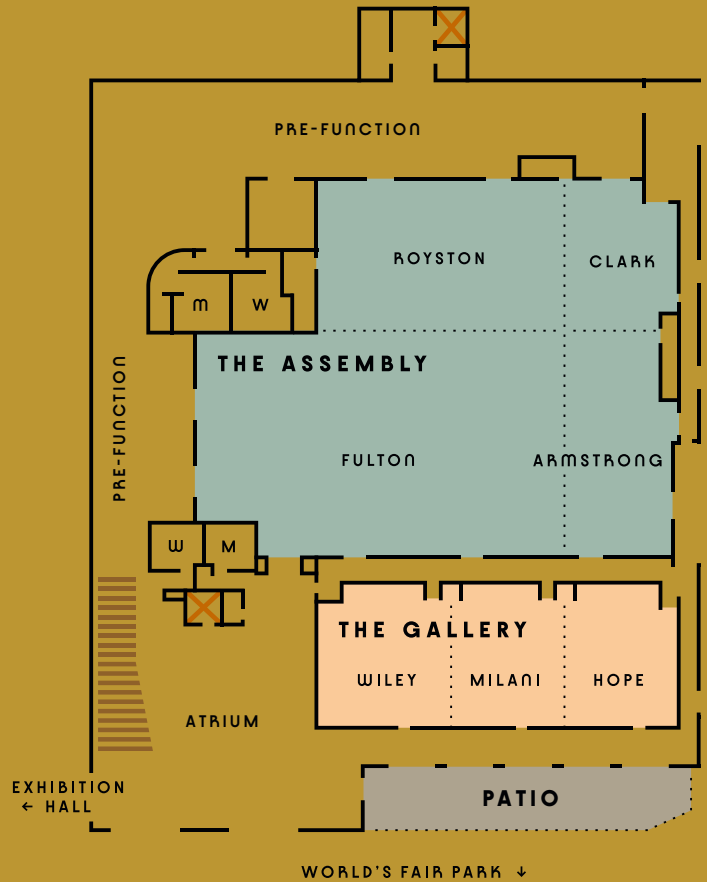 PRE-FUNCTION
ROYSTON
CLARK
M
W
THE ASSEMBLY
PRE-FUNCTION
FULTON
ARMSTRONG
W
M
THE GALLERY
WILEY
MILANI
HOPE
ATRIUM
EXHIBITION
← HALL
PATIO
WORLD'S FAIR PARK ↓